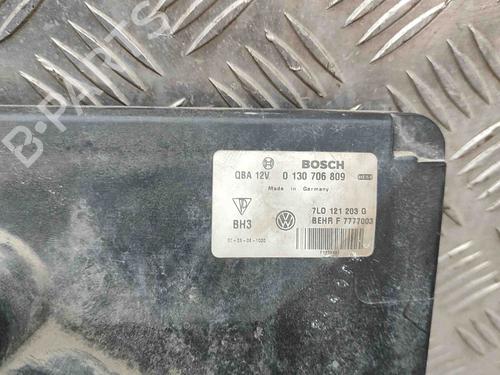 B-PARTS
BOSCH
QBA 12V. 0 130 706 809
Made in Germany
7L0 121 203 G
BH3
BEHR F 7777003